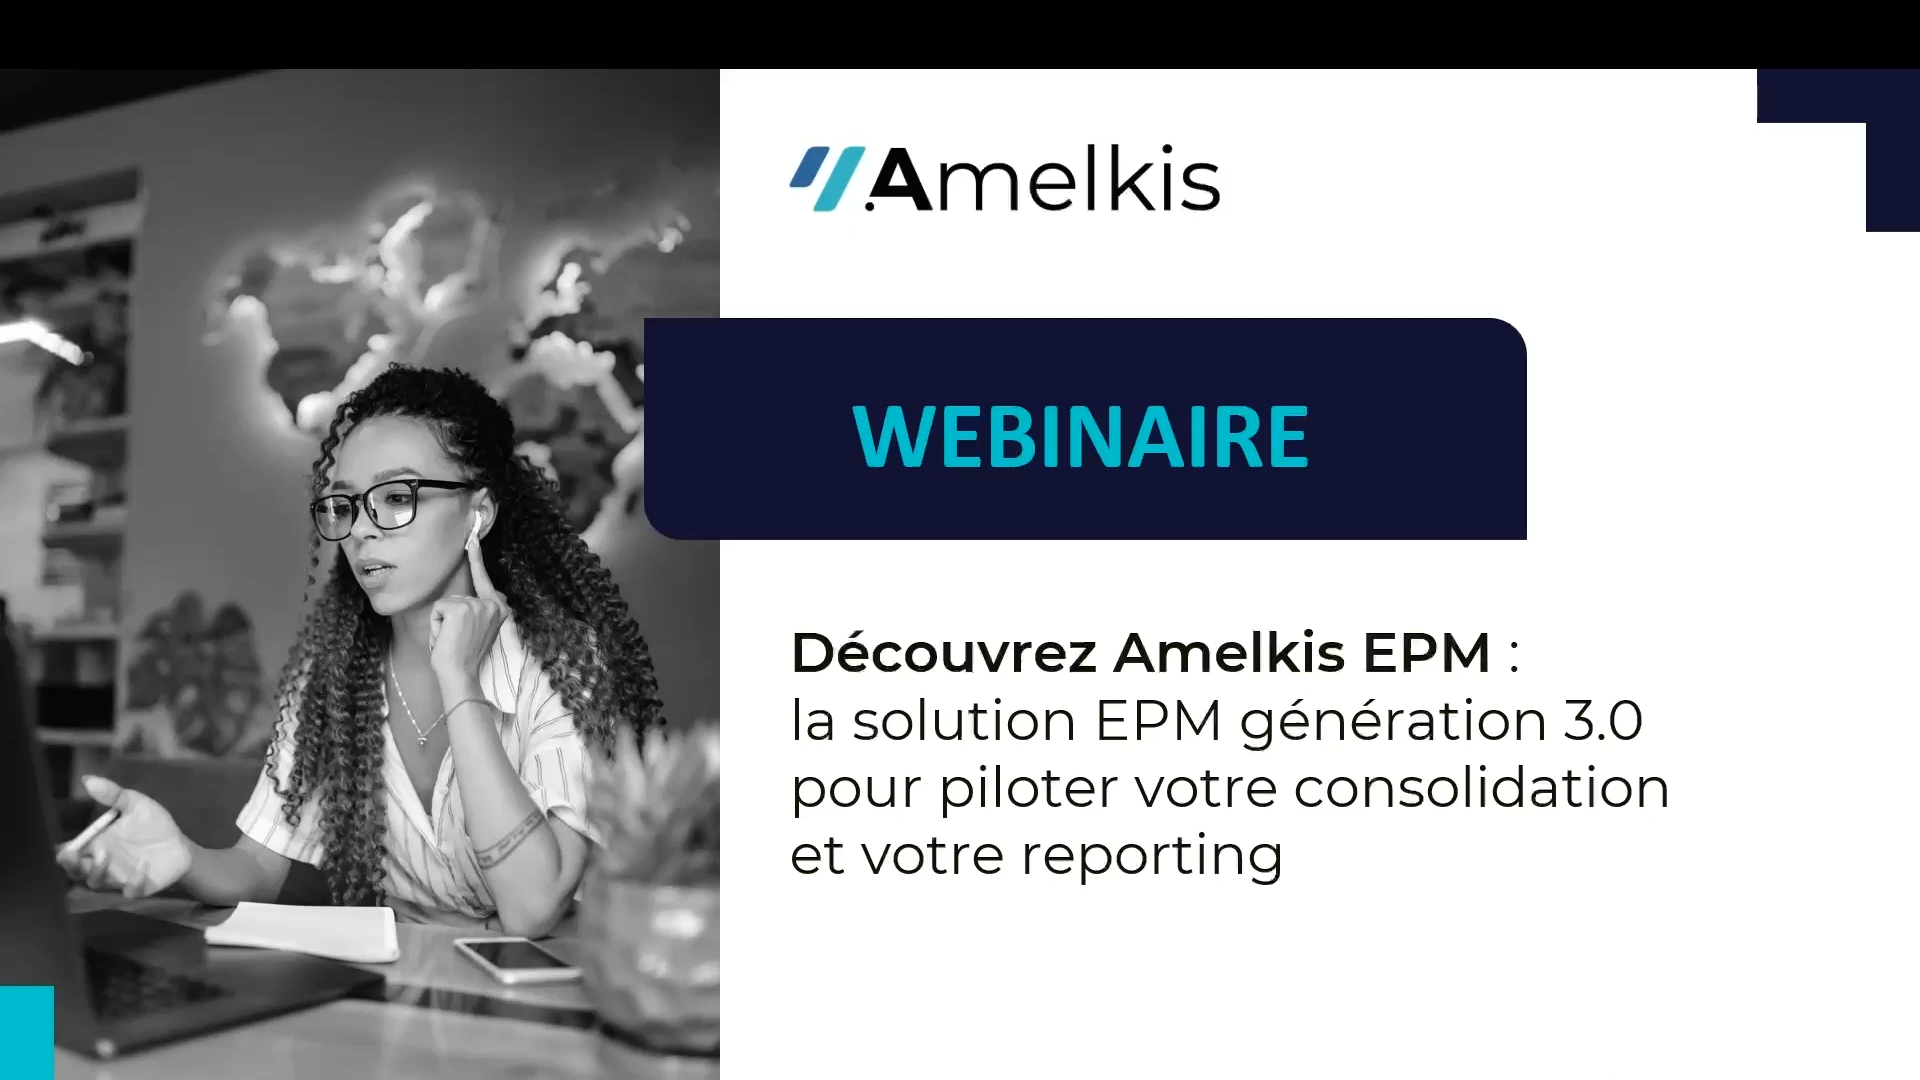 Amelkis
WEBINAIRE
Découvrez Amelkis EPM :
la solution EPM génération 3.0
pour piloter votre consolidation
et votre reporting